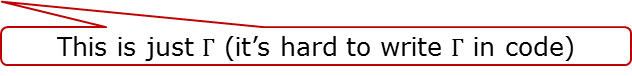 This is just Γ (it’s hard to write Γ in code)